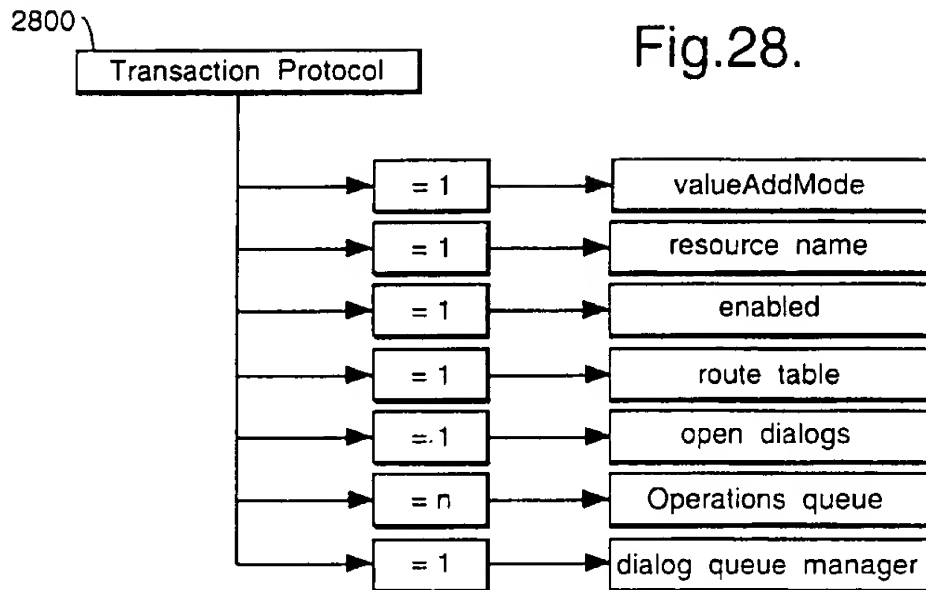 2800
Fig.28.
Transaction Protocol
= 1 valueAddMode
= 1 resource name
= 1 enabled
= 1 route table
= 1 open dialogs
= n Operations queue
= 1 dialog queue manager